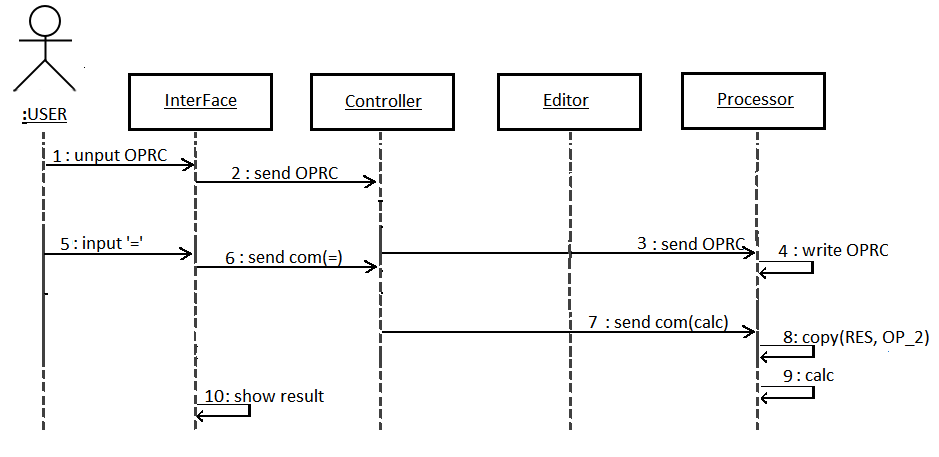 :USER
InterFace
Controller
Editor
Processor
1 : unput OPRC
2 : send OPRC
3 : send OPRC
4 : write OPRC
5 : input '='
6 : send com(=)
7 : send com(calc)
8: copy(RES, OP_2)
9 : calc
10: show result